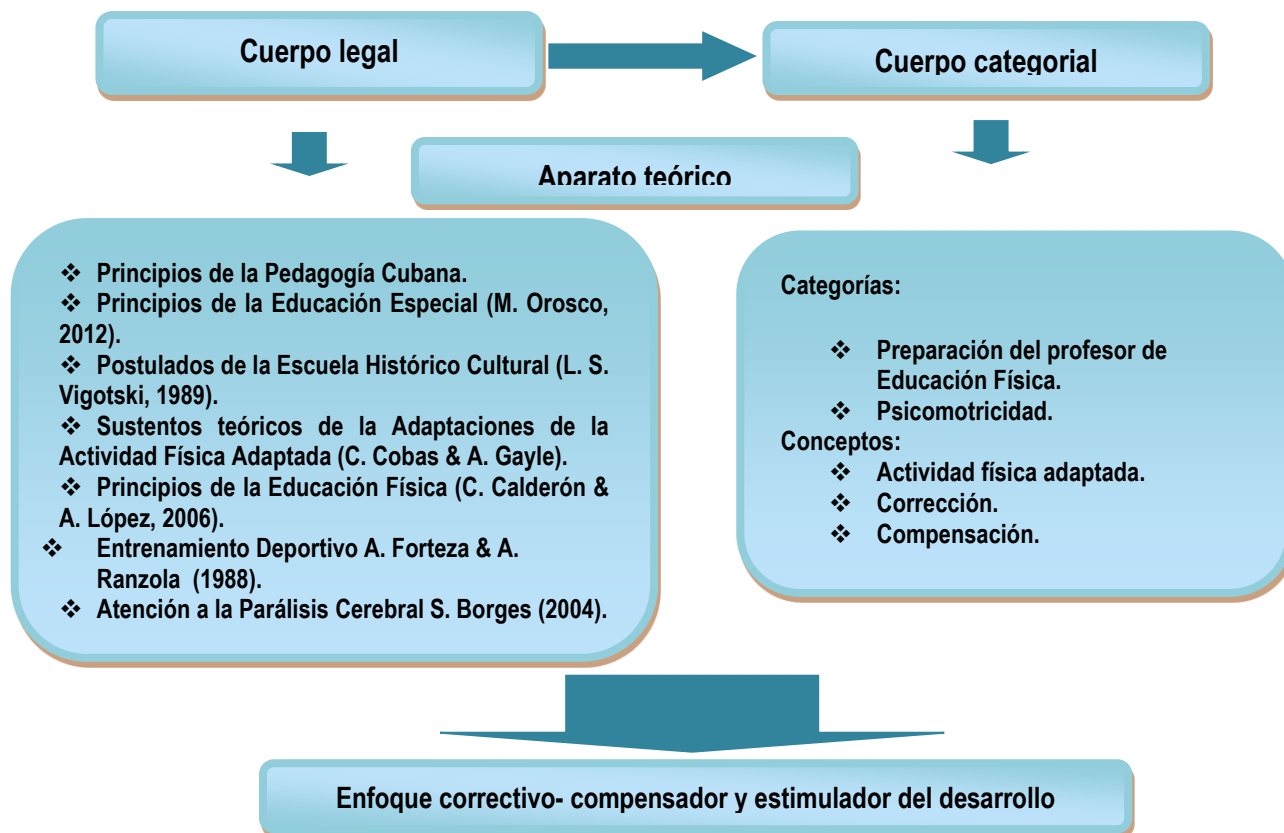 Cuerpo legal
Cuerpo categorial
Aparato teórico
❖ Principios de la Pedagogía Cubana.
❖ Principios de la Educación Especial (M. Orosco,
2012).
❖ Postulados de la Escuela Histórico Cultural (L. S.
Vigotski, 1989).
❖ Sustentos teóricos de la Adaptaciones de la
Actividad Física Adaptada (C. Cobas & A. Gayle).
❖ Principios de la Educación Física (C. Calderón &
A. López, 2006).
❖ Entrenamiento Deportivo A. Forteza & A.
Ranzola (1988).
❖ Atención a la Parálisis Cerebral S. Borges (2004).
Categorías:
❖ Preparación del profesor de
Educación Física.
❖ Psicomotricidad.
Conceptos:
❖ Actividad física adaptada.
❖ Corrección.
❖ Compensación.
Enfoque correctivo- compensador y estimulador del desarrollo